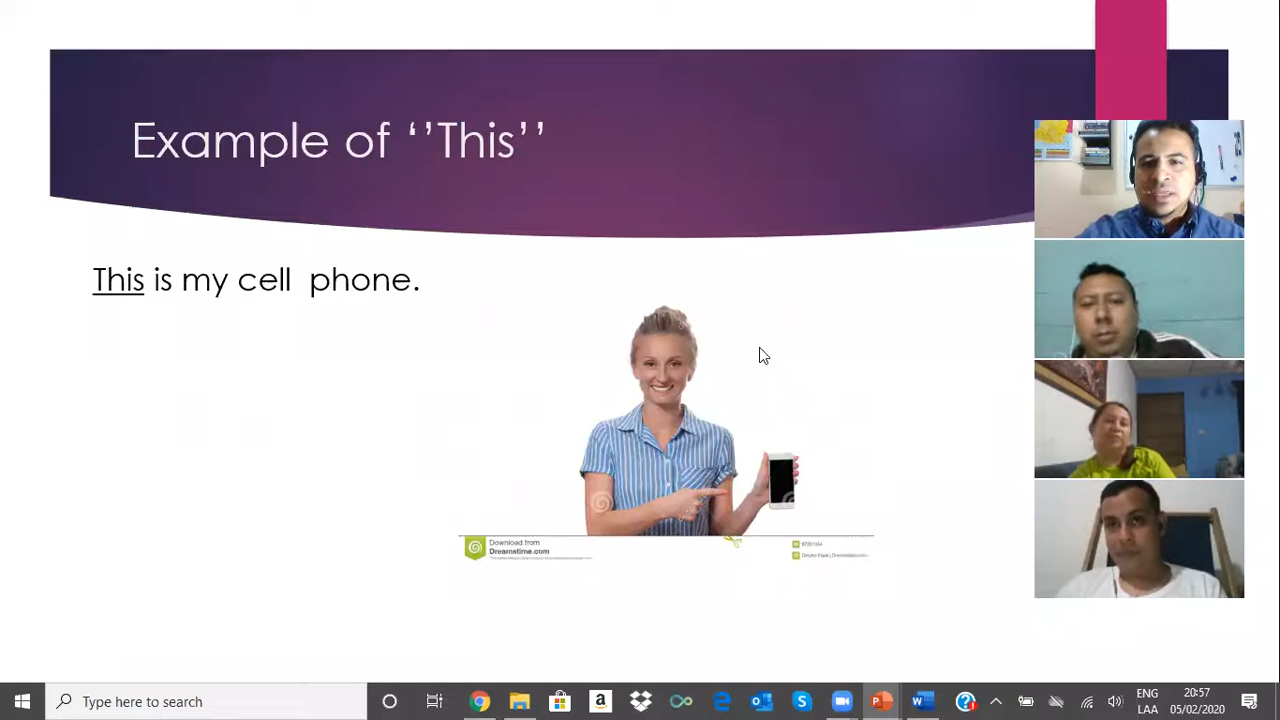 Example of ‘’This’’
This is my cell phone.
Download from
Dreamstime.com
Type here to search
ENG
LAA
20:57
05/02/2020